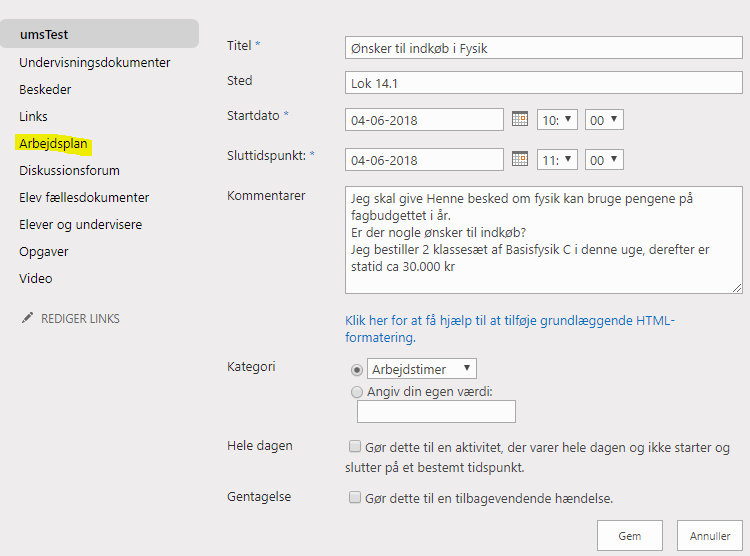 umsTest
Undervisningsdokumenter
Beskeder
Links
Arbejdsplan
Diskussionsforum
Elev fællesdokumenter
Elever og undervisere
Opgaver
Video
REDIGER LINKS
Titel *
Ønsker til indkøb i Fysik
Sted
Lok 14.1
Startdato *
04-06-2018 10: 00
Sluttidspunkt: *
04-06-2018 11: 00
Kommentarer
Jeg skal give Henne besked om fysik kan bruge pengene på
fagbudgettet i år.
Er der nogle ønsker til indkøb?
Jeg bestiller 2 klassesæt af Basisfysik C i denne uge, derefter er
statid ca 30.000 kr
Klik her for at få hjælp til at tilføje grundlæggende HTML-
formatering.
Kategori
Arbejdstimer
Angiv din egen værdi:
Hele dagen
Gør dette til en aktivitet, der varer hele dagen og ikke starter og
slutter på et bestemt tidspunkt.
Gentagelse
Gør dette til en tilbagevendende hændelse.
Gem
Annuller